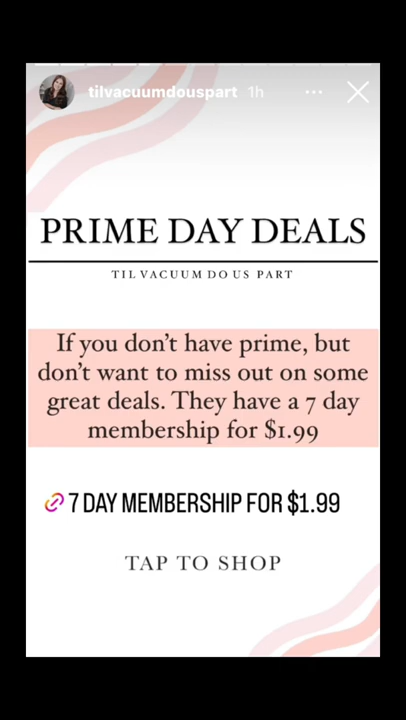 tilvacuumdouspart 1h
PRIME DAY DEALS
TIL VACUUM DO US PART
If you don't have prime, but
don't want to miss out on some
great deals. They have a 7 day
membership for $1.99
7 DAY MEMBERSHIP FOR $1.99
TAP TO SHOP